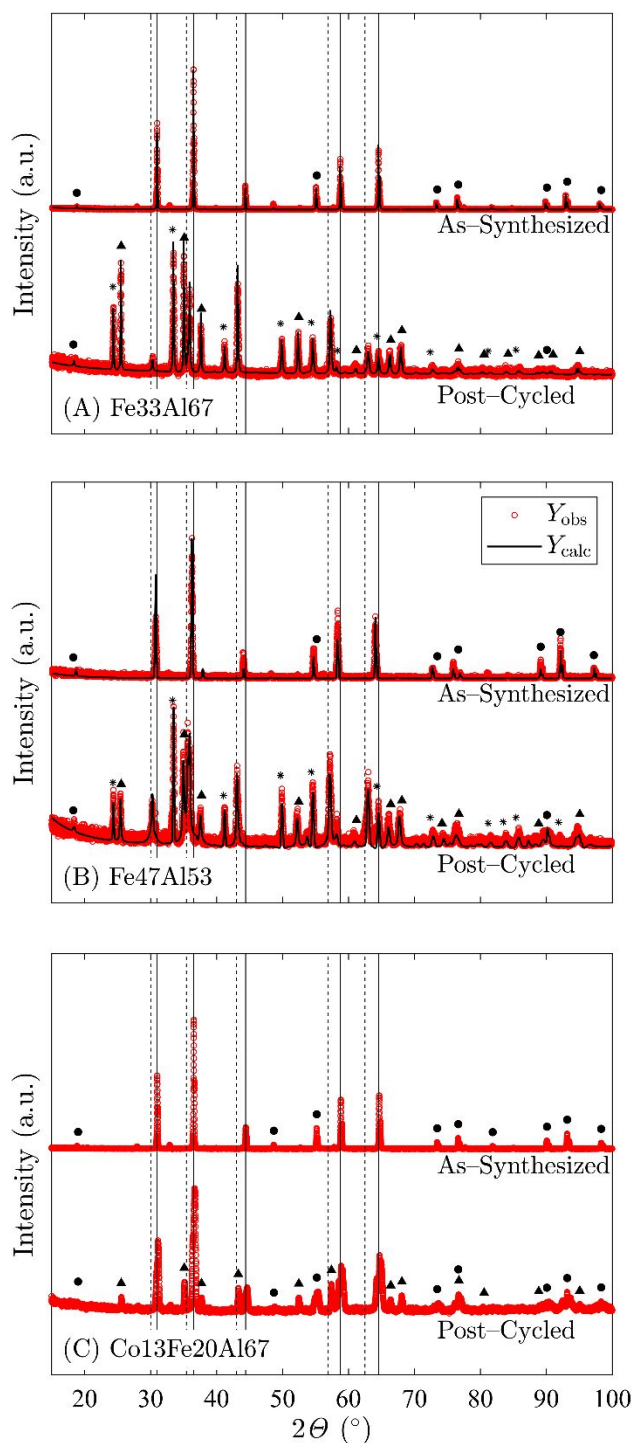 Intensity (a.u.)
As–Synthesized
Post–Cycled
(A) Fe33Al67
Intensity (a.u.)
Y_obs
Y_calc
As–Synthesized
Post–Cycled
(B) Fe47Al53
Intensity (a.u.)
As–Synthesized
Post–Cycled
(C) Co13Fe20Al67
20 30 40 50 60 70 80 90 100
2Θ (°)